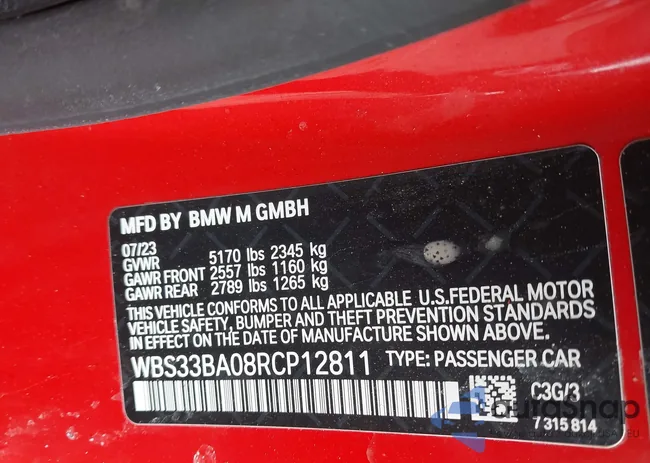 MFD BY BMW M GMBH
07/23
GVWR 5170 lbs 2345 kg
GAWR FRONT 2557 lbs 1160 kg
GAWR REAR 2789 lbs 1265 kg
THIS VEHICLE CONFORMS TO ALL APPLICABLE U.S.FEDERAL MOTOR
VEHICLE SAFETY, BUMPER AND THEFT PREVENTION STANDARDS
IN EFFECT ON THE DATE OF MANUFACTURE SHOWN ABOVE.
WBS33BA08RCP12811 TYPE: PASSENGER CAR
C3G/3
7 315 814
autoSnap